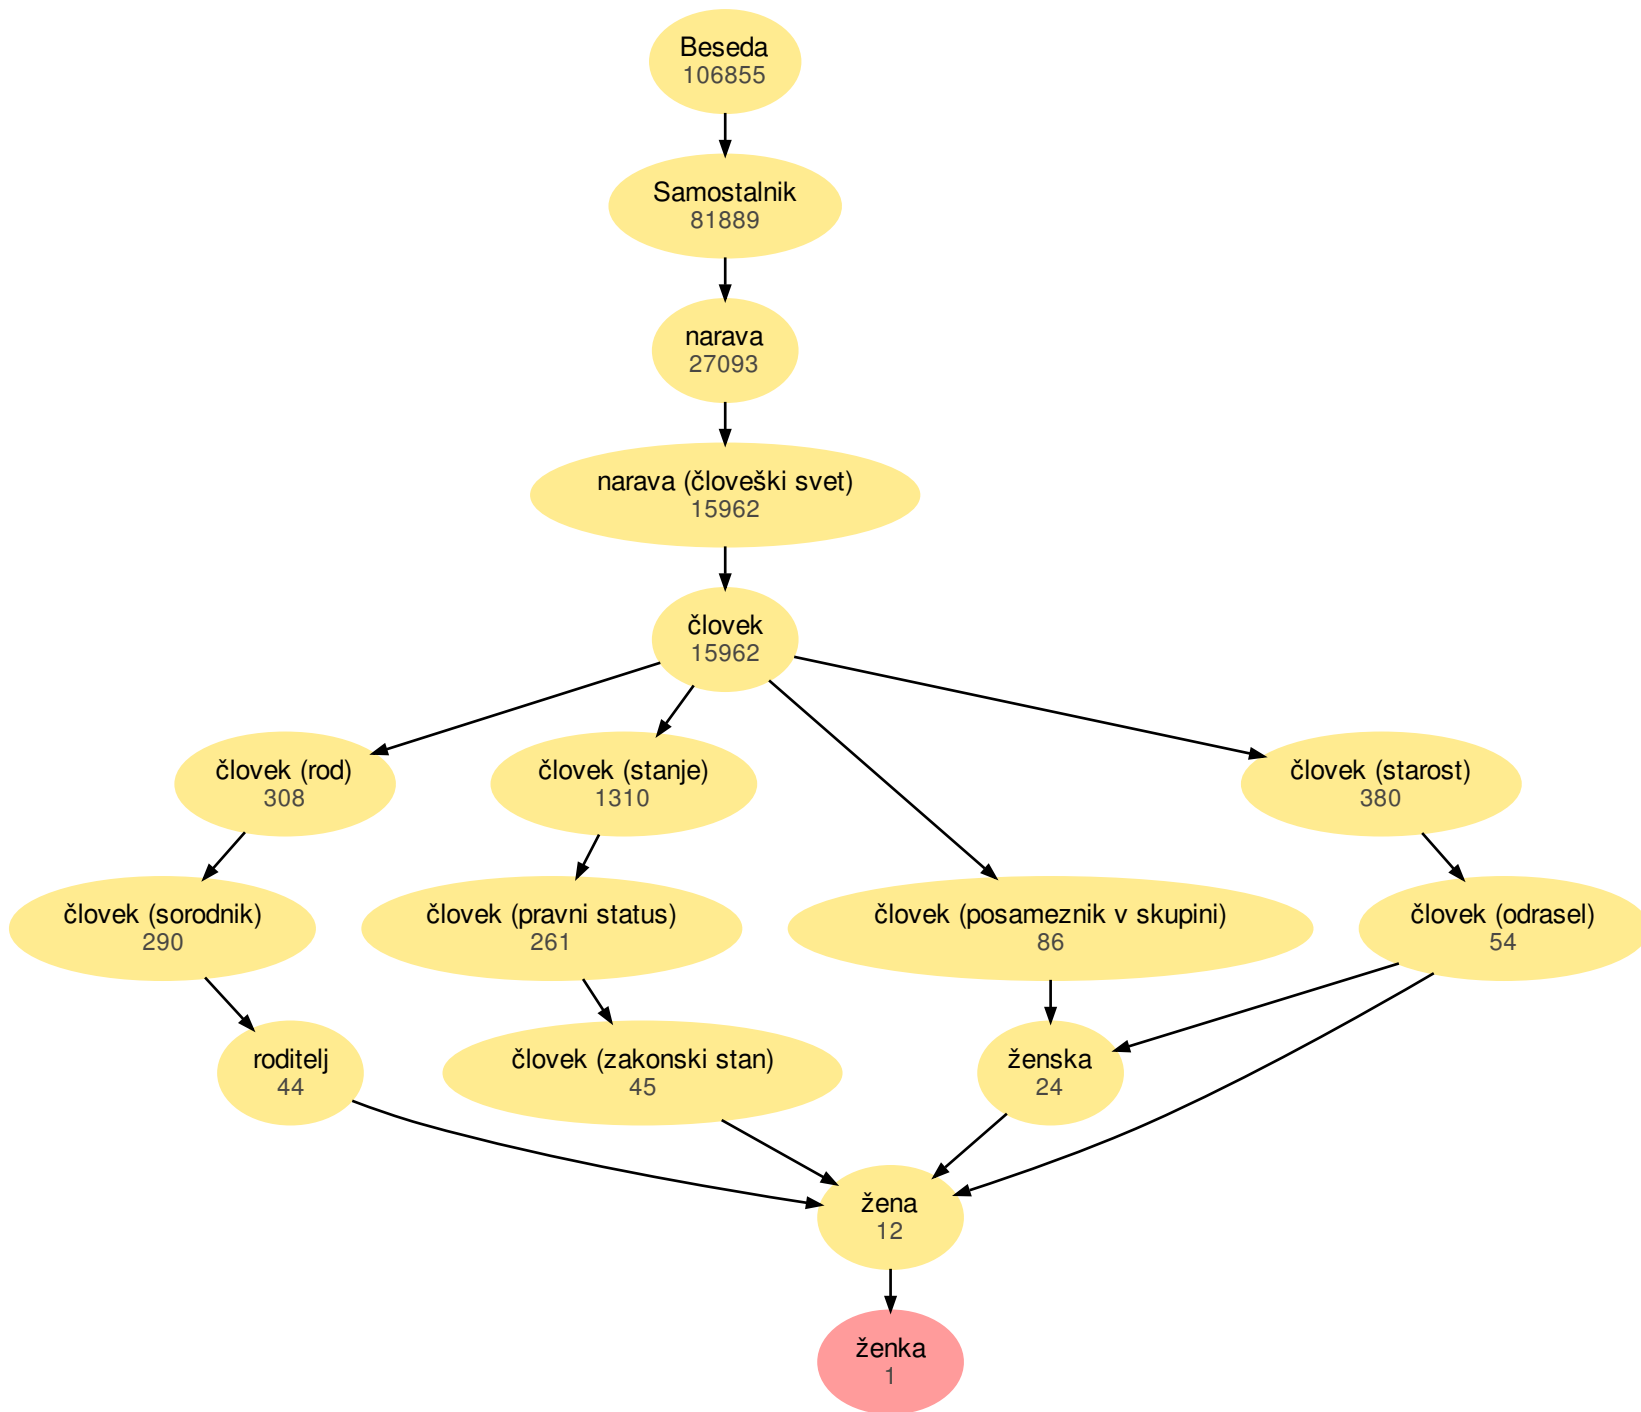 Beseda
106855
Samostalnik
81889
narava
27093
narava (človeški svet)
15962
človek
15962
človek (rod)
308
človek (stanje)
1310
človek (starost)
380
človek (sorodnik)
290
človek (pravni status)
261
človek (posameznik v skupini)
86
človek (odrasel)
54
roditelj
44
človek (zakonski stan)
45
ženska
24
žena
12
ženka
1